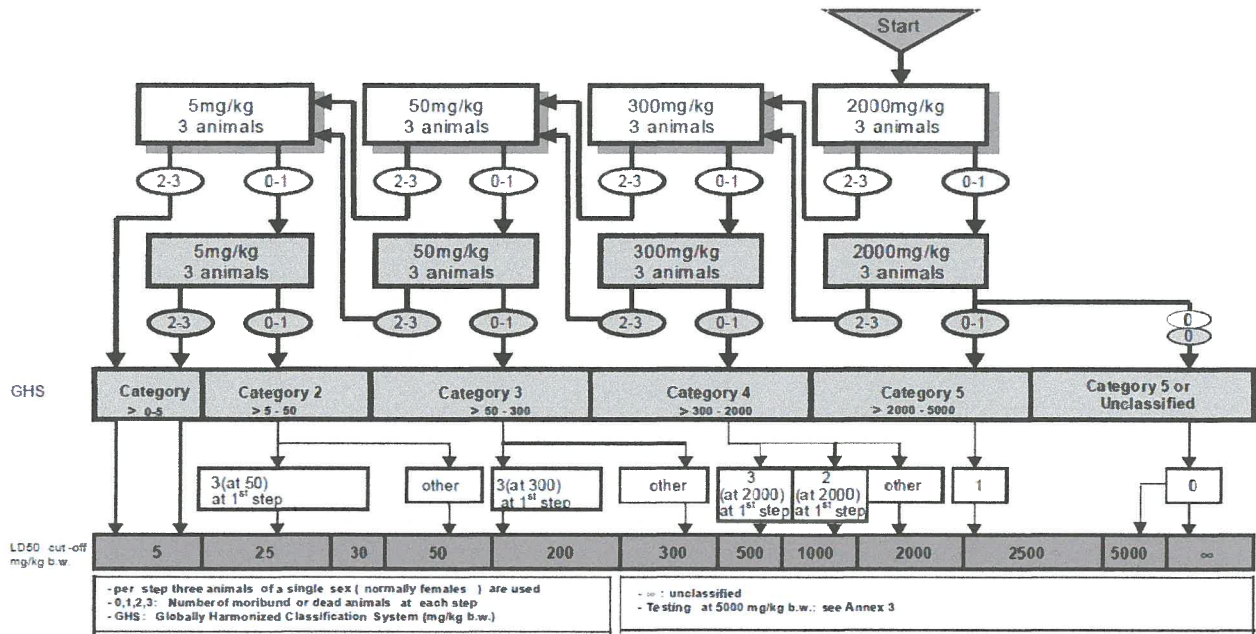 Start
5mg/kg
3 animals
50mg/kg
3 animals
300mg/kg
3 animals
2000mg/kg
3 animals
2-3
0-1
2-3
0-1
2-3
0-1
2-3
0-1
5mg/kg
3 animals
50mg/kg
3 animals
300mg/kg
3 animals
2000mg/kg
3 animals
2-3
0-1
2-3
0-1
2-3
0-1
2-3
0-1
0
0
GHS
Category
> 0-5
Category 2
> 5 - 50
Category 3
> 50 - 300
Category 4
> 300 - 2000
Category 5
> 2000 - 5000
Category 5 or
Unclassified
3(at 50)
at 1st step
other
3(at 300)
at 1st step
other
3
(at 2000)
at 1st step
2
(at 2000)
at 1st step
other
1
0
LD50 cut-off
mg/kg b.w.
5
25
30
50
200
300
500
1000
2000
2500
5000
∞
- per step three animals of a single sex ( normally females ) are used
- 0,1,2,3: Number of moribund or dead animals at each step
- GHS: Globally Harmonized Classification System (mg/kg b.w.)
- ∞ : unclassified
- Testing at 5000 mg/kg b.w.: see Annex 3